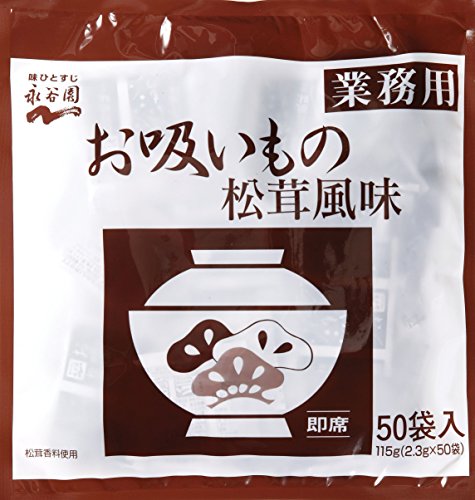 味ひとすじ
永谷園
業務用
お吸いもの
松茸風味
即席
50袋入
115g(2.3g×50袋)
松茸香料使用